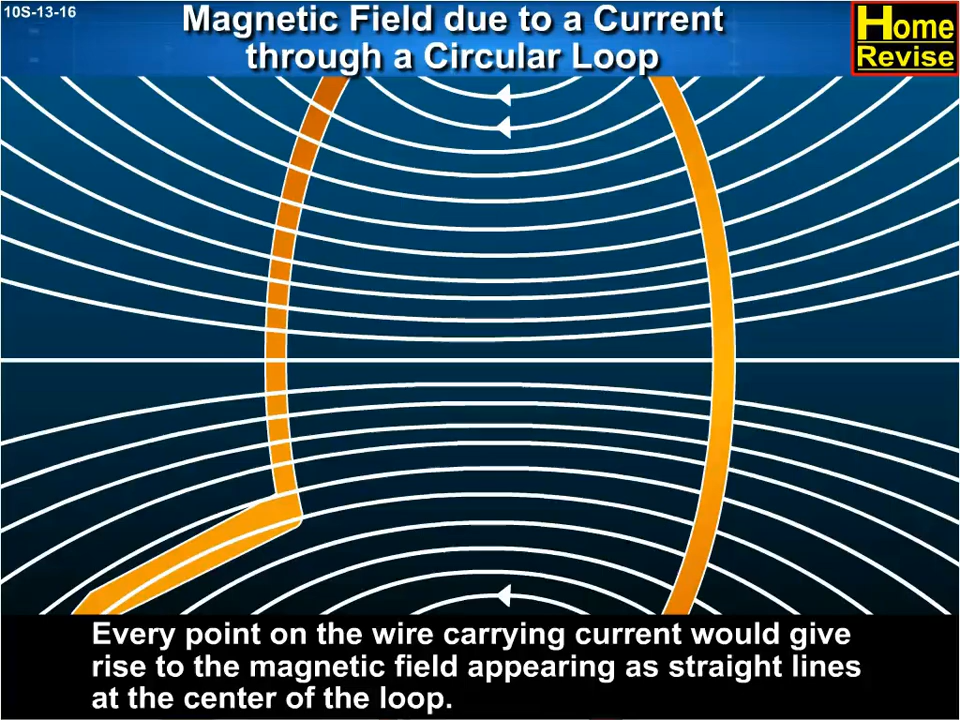 10S-13-16
Magnetic Field due to a Current
through a Circular Loop
Home
Revise
Every point on the wire carrying current would give
rise to the magnetic field appearing as straight lines
at the center of the loop.